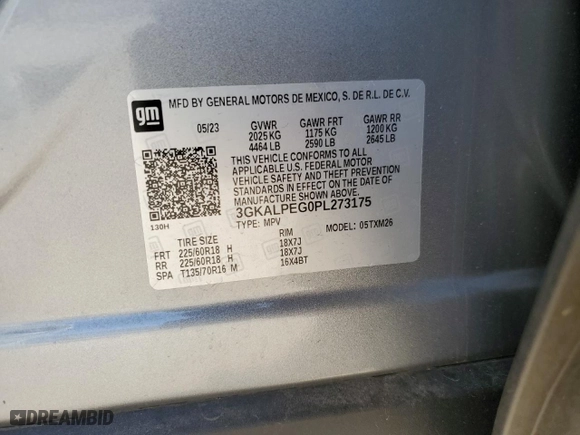 gm
MFD BY GENERAL MOTORS DE MEXICO, S. DE R.L. DE C.V.
05/23 GVWR GAWR FRT GAWR RR
2025 KG 1175 KG 1200 KG
4464 LB 2590 LB 2645 LB
THIS VEHICLE CONFORMS TO ALL
APPLICABLE U.S. FEDERAL MOTOR
VEHICLE SAFETY AND THEFT PREVENTION
STANDARDS IN EFFECT ON THE DATE OF
MANUFACTURE SHOWN ABOVE.
3GKALPEG0PL273175
130H TYPE: MPV MODEL: 05TXM26
TIRE SIZE RIM
FRT 225/60R18 H 18X7J
RR 225/60R18 H 18X7J
SPA T135/70R16 M 16X4BT
DREAMBID